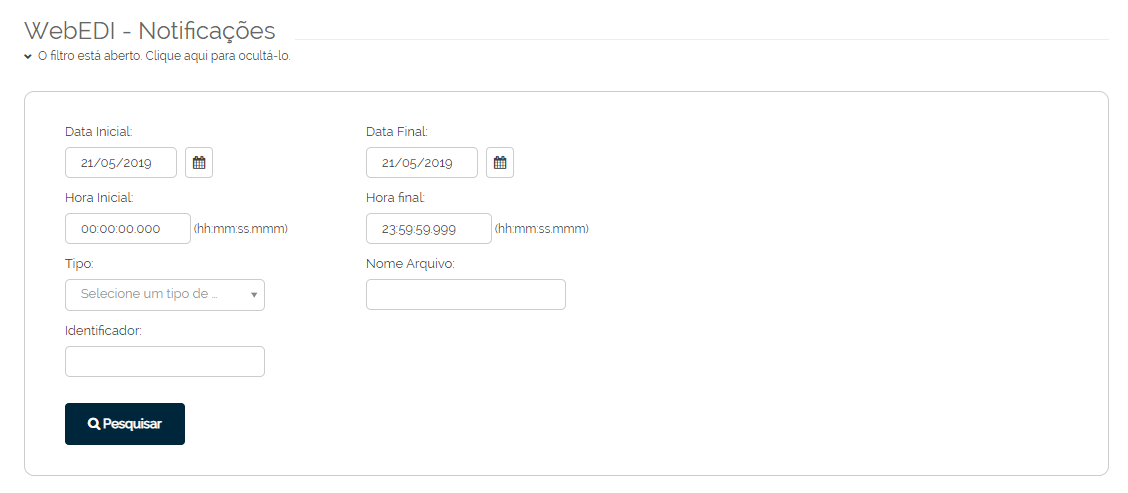 WebEDI - Notificações
O filtro está aberto. Clique aqui para ocultá-lo.
Data Inicial: Data Final:
21/05/2019 21/05/2019
Hora Inicial: Hora final:
00:00:00.000 (hh:mm:ss.mmm) 23:59:59.999 (hh:mm:ss.mmm)
Tipo: Nome Arquivo:
Selecione um tipo de ...
Identificador:
Pesquisar